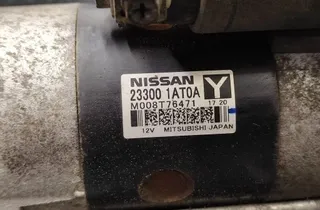 NISSAN
23300 1AT0A
Y
M008T76471
17 20
12V MITSUBISHI-JAPAN